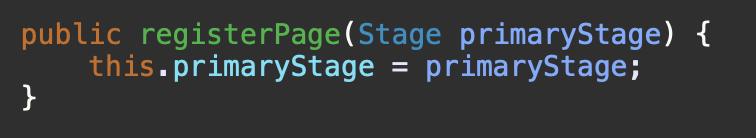 public registerPage(Stage primaryStage) {
    this.primaryStage = primaryStage;
}